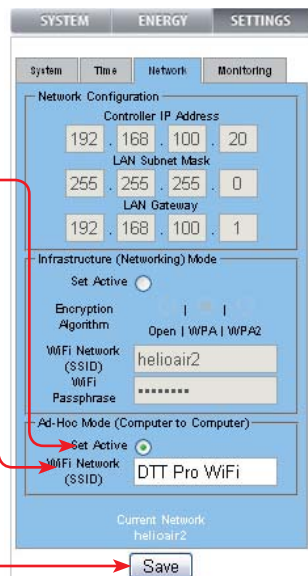 SYSTEM ENERGY SETTINGS
System Time Network Monitoring
Network Configuration
Controller IP Address
192 . 168 . 100 . 20
LAN Subnet Mask
255 . 255 . 255 . 0
LAN Gateway
192 . 168 . 100 . 1
Infrastructure (Networking) Mode
Set Active
Encryption
Algorithm
Open | WPA | WPA2
WiFi Network
(SSID)
helioair2
WiFi
Passphrase
••••••••
Ad-Hoc Mode (Computer to Computer)
Set Active
WiFi Network
(SSID)
DTT Pro WiFi
Current Network
helioair2
Save